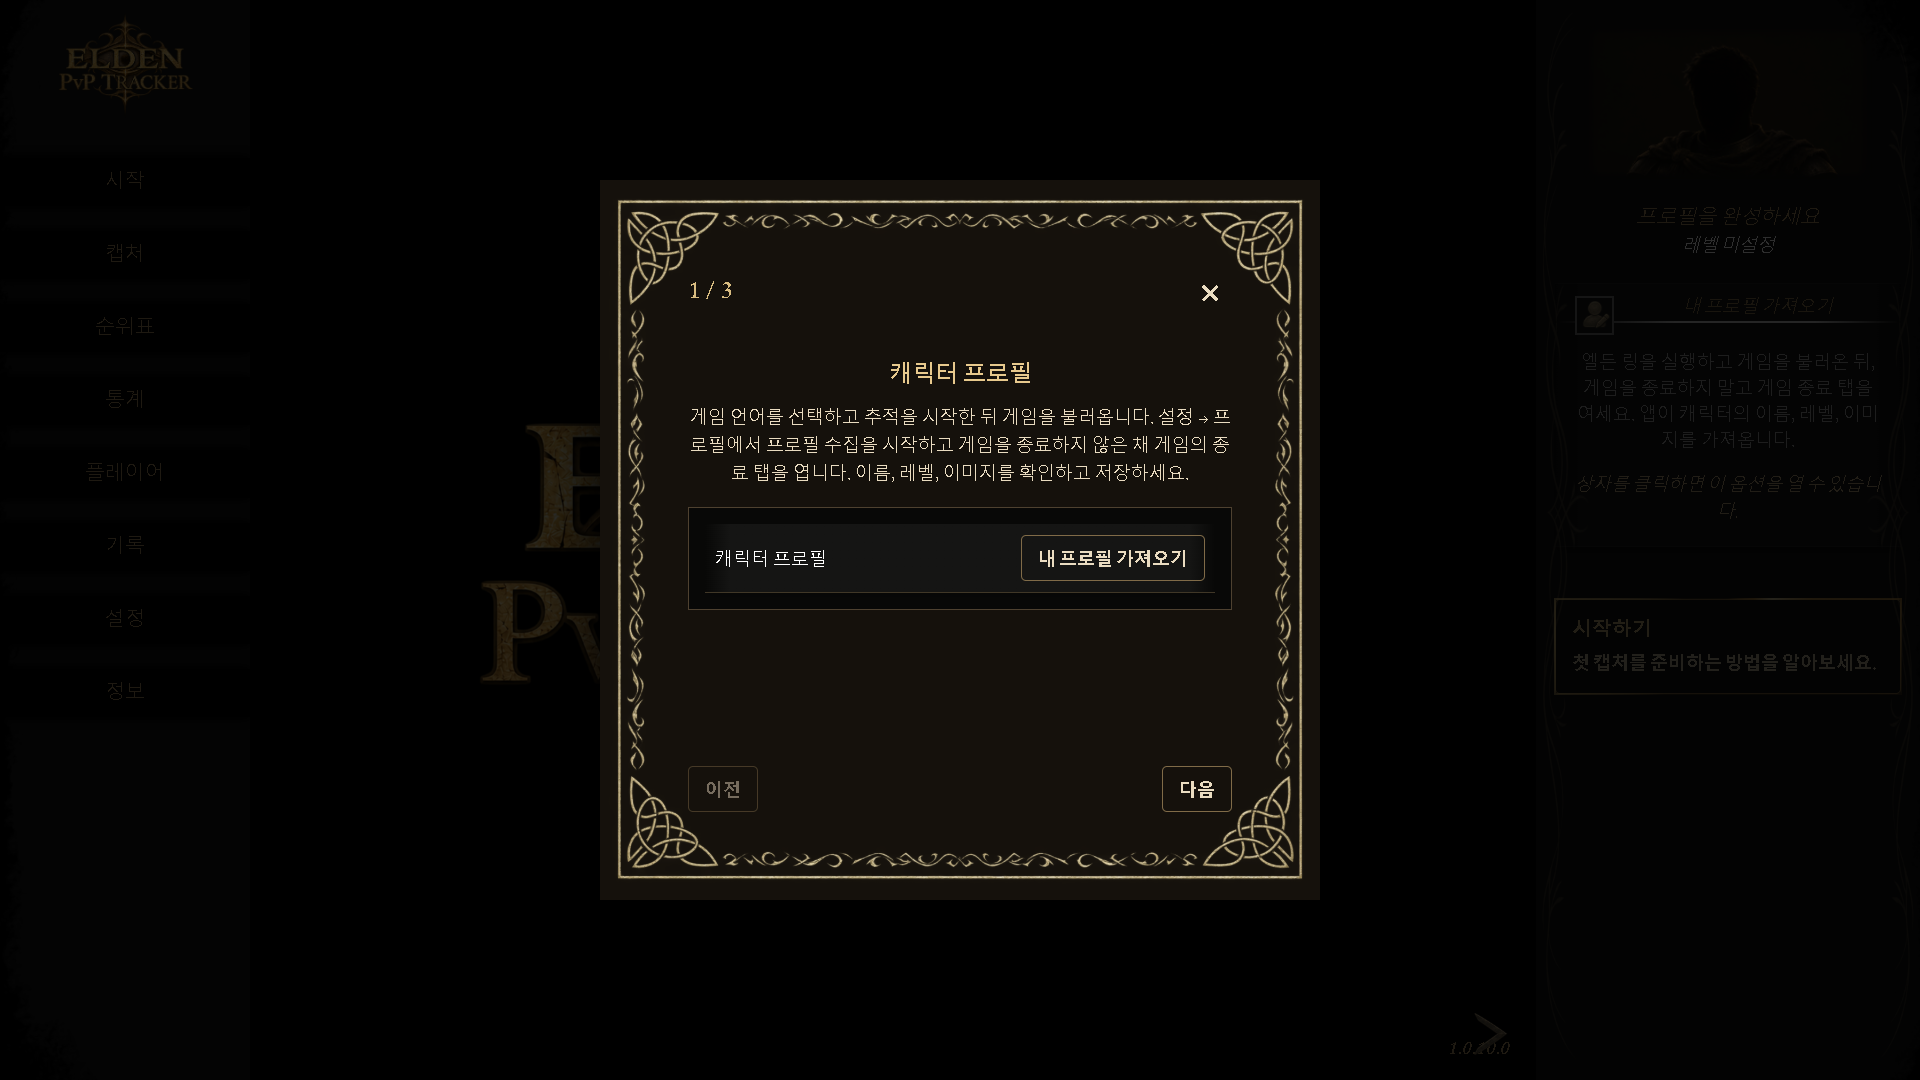 ELDEN
PvP TRACKER
시작
캡처
순위표
통계
플레이어
기록
설정
정보
1 / 3
×
캐릭터 프로필
게임 언어를 선택하고 추적을 시작한 뒤 게임을 불러옵니다. 설정 → 프
로필에서 프로필 수집을 시작하고 게임을 종료하지 않은 채 게임의 종
료 탭을 엽니다. 이름, 레벨, 이미지를 확인하고 저장하세요.
캐릭터 프로필
내 프로필 가져오기
이전
다음
프로필을 완성하세요
레벨 미설정
내 프로필 가져오기
엘든 링을 실행하고 게임을 불러온 뒤,
게임을 종료하지 말고 게임 종료 탭을
여세요. 앱이 캐릭터의 이름, 레벨, 이미
지를 가져옵니다.
상자를 클릭하면 이 옵션을 열 수 있습니
다.
시작하기
첫 캡처를 준비하는 방법을 알아보세요.